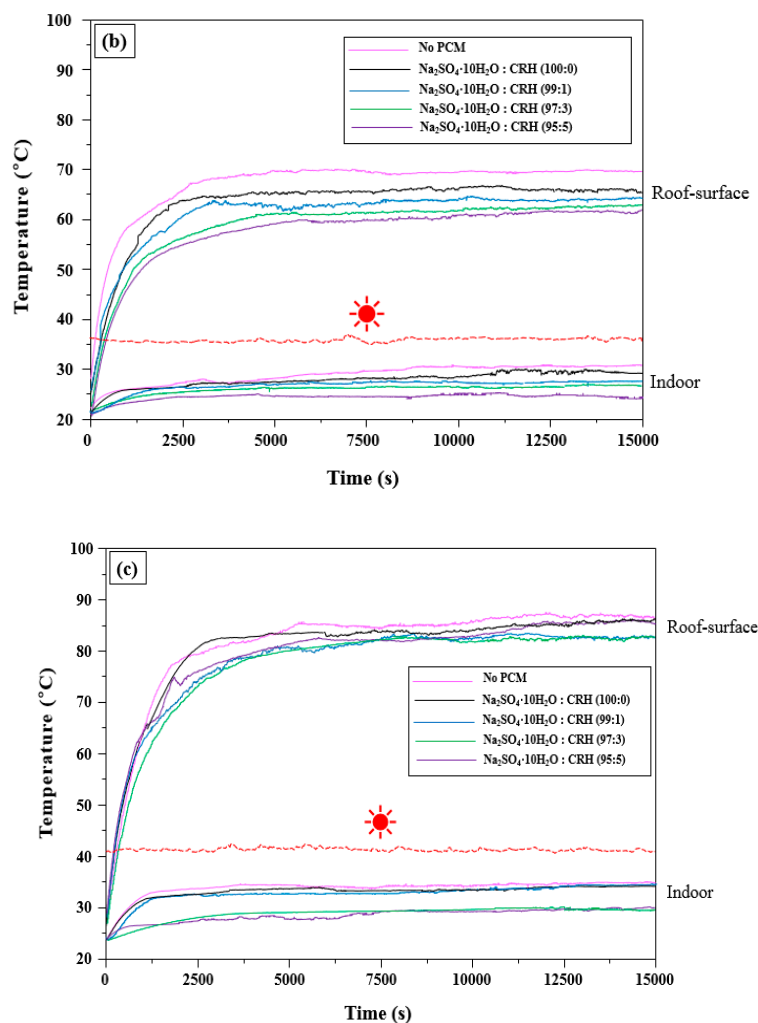 (b)
No PCM
Na₂SO₄·10H₂O : CRH (100:0)
Na₂SO₄·10H₂O : CRH (99:1)
Na₂SO₄·10H₂O : CRH (97:3)
Na₂SO₄·10H₂O : CRH (95:5)
100
90
80
70
60
50
40
30
20
Temperature (°C)
Roof-surface
Indoor
0 2500 5000 7500 10000 12500 15000
Time (s)
(c)
100
90
80
70
60
50
40
30
20
Temperature (°C)
Roof-surface
No PCM
Na₂SO₄·10H₂O : CRH (100:0)
Na₂SO₄·10H₂O : CRH (99:1)
Na₂SO₄·10H₂O : CRH (97:3)
Na₂SO₄·10H₂O : CRH (95:5)
Indoor
0 2500 5000 7500 10000 12500 15000
Time (s)